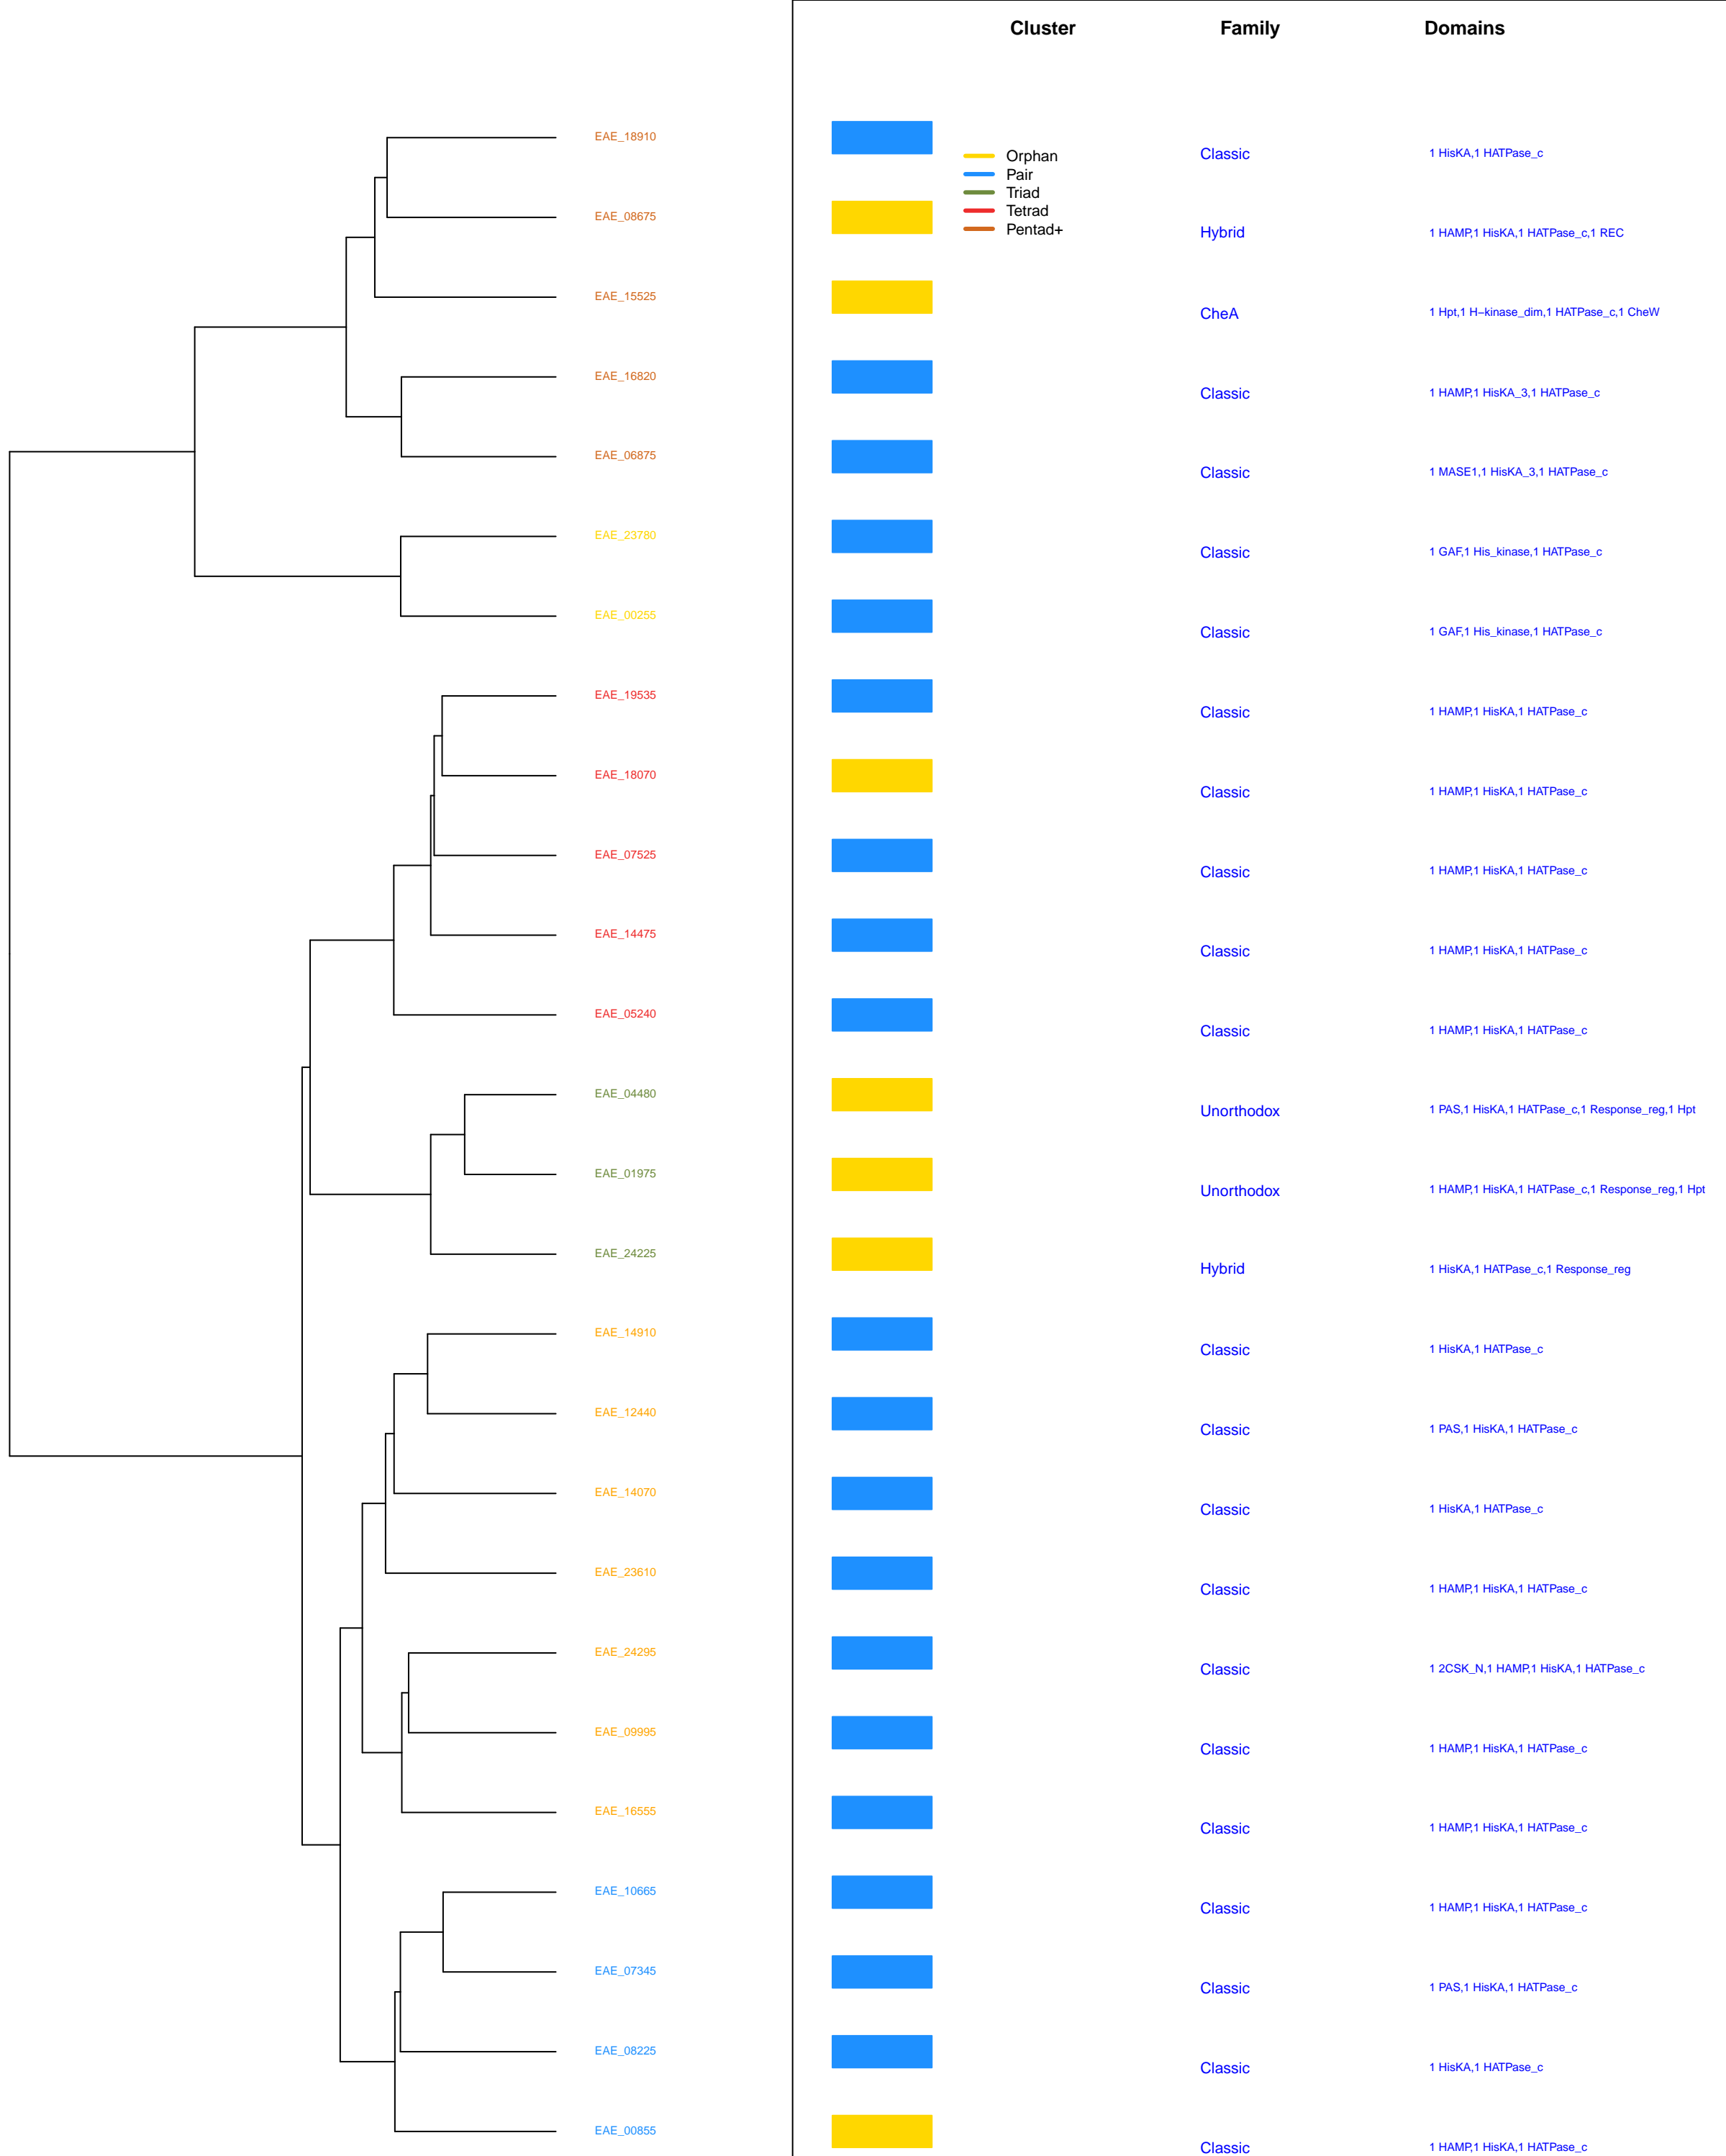 Cluster Family Domains
EAE_18910
Orphan
Classic 1 HisKA,1 HATPase_c
Pair
Triad
Tetrad
EAE_08675
Pentad+
Hybrid 1 HAMP,1 HisKA,1 HATPase_c,1 REC
EAE_15525
CheA 1 Hpt,1 H−kinase_dim,1 HATPase_c,1 CheW
EAE_16820
Classic 1 HAMP,1 HisKA_3,1 HATPase_c
EAE_06875
Classic 1 MASE1,1 HisKA_3,1 HATPase_c
EAE_23780
Classic 1 GAF,1 His_kinase,1 HATPase_c
EAE_00255
Classic 1 GAF,1 His_kinase,1 HATPase_c
EAE_19535
Classic 1 HAMP,1 HisKA,1 HATPase_c
EAE_18070
Classic 1 HAMP,1 HisKA,1 HATPase_c
EAE_07525
Classic 1 HAMP,1 HisKA,1 HATPase_c
EAE_14475
Classic 1 HAMP,1 HisKA,1 HATPase_c
EAE_05240
Classic 1 HAMP,1 HisKA,1 HATPase_c
EAE_04480
Unorthodox 1 PAS,1 HisKA,1 HATPase_c,1 Response_reg,1 Hpt
EAE_01975
Unorthodox 1 HAMP,1 HisKA,1 HATPase_c,1 Response_reg,1 Hpt
EAE_24225
Hybrid 1 HisKA,1 HATPase_c,1 Response_reg
EAE_14910
Classic 1 HisKA,1 HATPase_c
EAE_12440
Classic 1 PAS,1 HisKA,1 HATPase_c
EAE_14070
Classic 1 HisKA,1 HATPase_c
EAE_23610
Classic 1 HAMP,1 HisKA,1 HATPase_c
EAE_24295
Classic 1 2CSK_N,1 HAMP,1 HisKA,1 HATPase_c
EAE_09995
Classic 1 HAMP,1 HisKA,1 HATPase_c
EAE_16555
Classic 1 HAMP,1 HisKA,1 HATPase_c
EAE_10665
Classic 1 HAMP,1 HisKA,1 HATPase_c
EAE_07345
Classic 1 PAS,1 HisKA,1 HATPase_c
EAE_08225
Classic 1 HisKA,1 HATPase_c
EAE_00855
Classic 1 HAMP,1 HisKA,1 HATPase_c